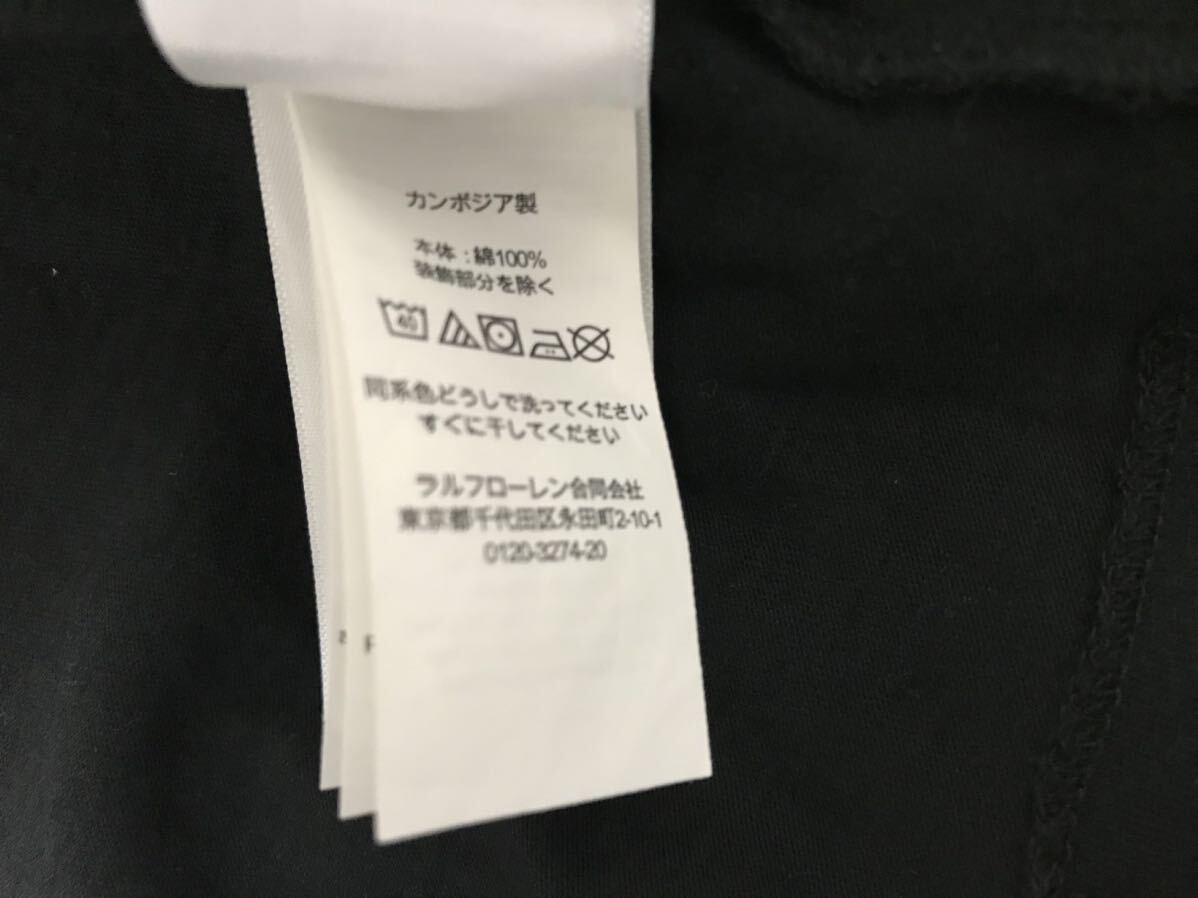 カンボジア製
本体 : 綿100%
装飾部分を除く
40
同系色どうしで洗ってください
すぐに干してください
ラルフローレン合同会社
東京都千代田区永田町2-10-1
0120-3274-20